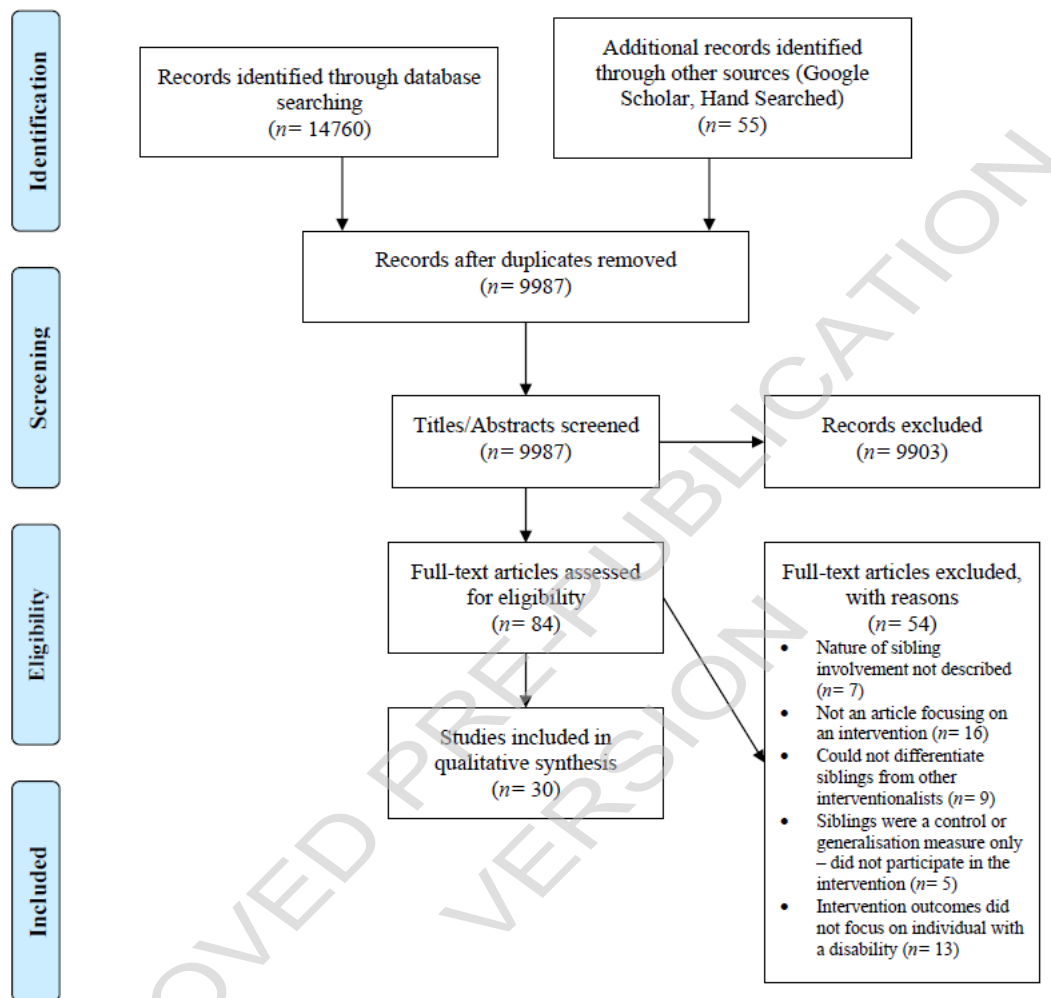 Identification
Records identified through database
searching
(n= 14760)
Additional records identified
through other sources (Google
Scholar, Hand Searched)
(n= 55)
Records after duplicates removed
(n= 9987)
Screening
Titles/Abstracts screened
(n= 9987)
Records excluded
(n= 9903)
Eligibility
Full-text articles assessed
for eligibility
(n= 84)
Full-text articles excluded,
with reasons
(n= 54)
• Nature of sibling
involvement not described
(n= 7)
• Not an article focusing on
an intervention (n= 16)
• Could not differentiate
siblings from other
interventionalists (n= 9)
• Siblings were a control or
generalisation measure only
– did not participate in the
intervention (n= 5)
• Intervention outcomes did
not focus on individual with
a disability (n= 13)
Studies included in
qualitative synthesis
(n= 30)
Included
OVED PRE-PUBLICATION
VERSION